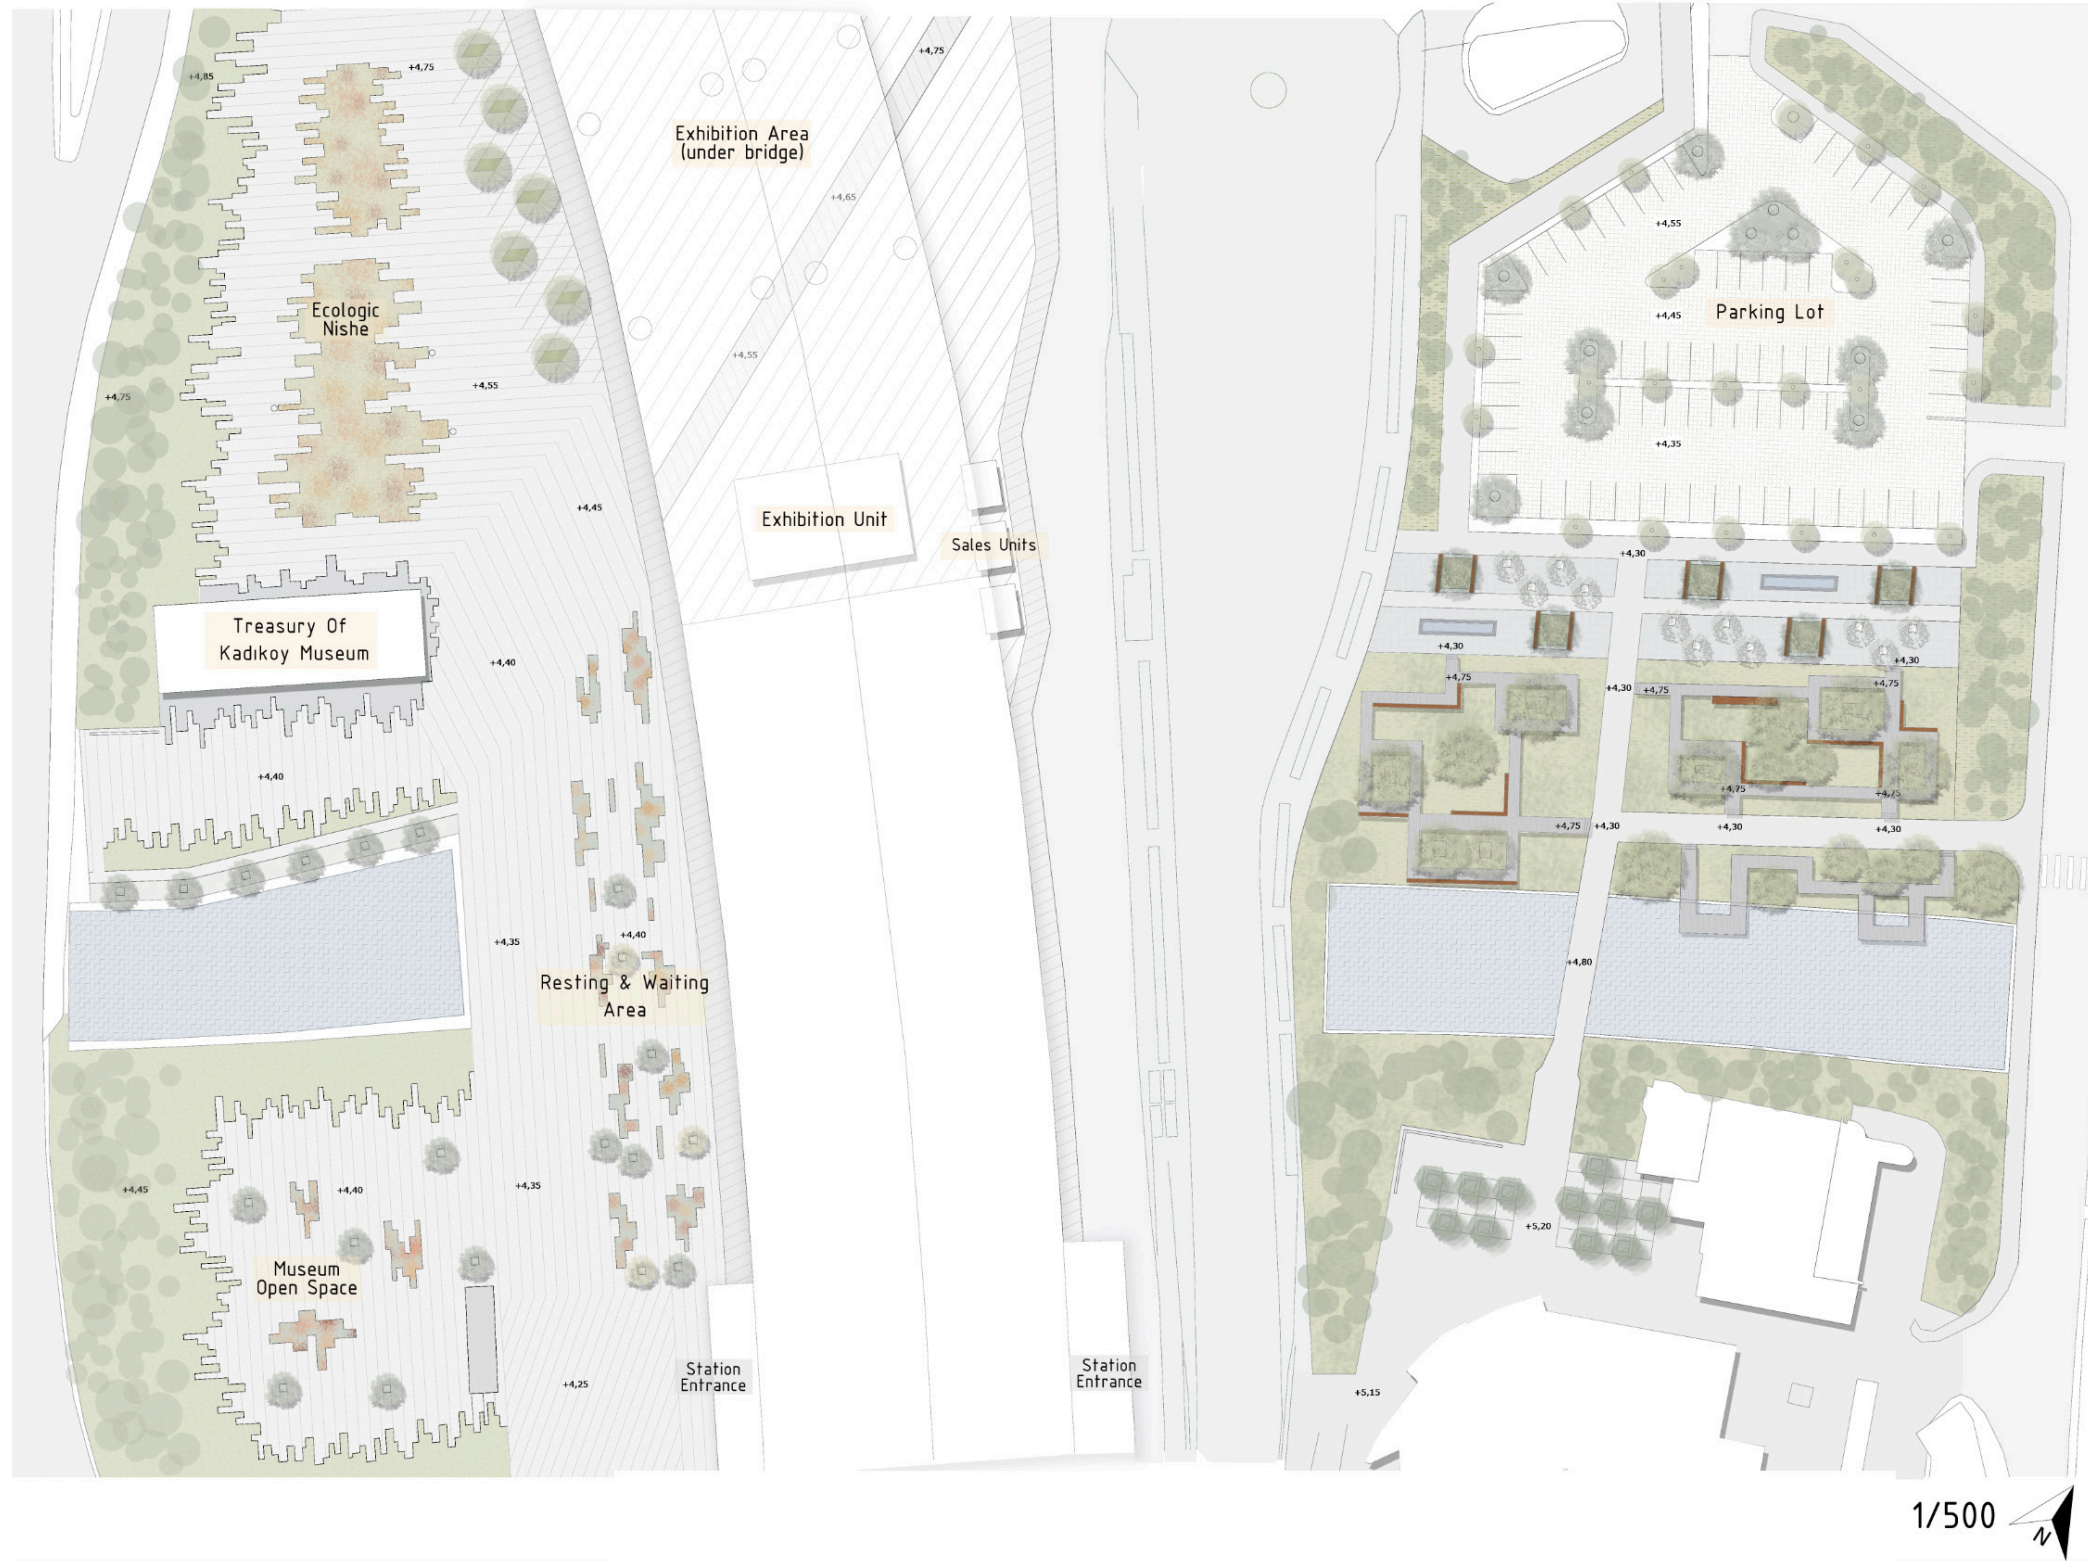 +4,85
+4,75
+4,75
Exhibition Area
(under bridge)
+4,65
+4,55
+4,55
+4,45
Parking Lot
Ecologic
Nishe
+4,55
+4,75
+4,55
+4,35
+4,45
Exhibition Unit
Sales Units
+4,30
Treasury Of
Kadıkoy Museum
+4,40
+4,30
+4,30
+4,75
+4,30
+4,75
+4,75
+4,40
+4,75
+4,75
+4,75
+4,30
+4,30
+4,30
+4,40
+4,35
+4,80
Resting & Waiting
Area
+4,45
+4,40
+4,35
+5,20
Museum
Open Space
Station
Entrance
Station
Entrance
+4,25
+5,15
1/500
N